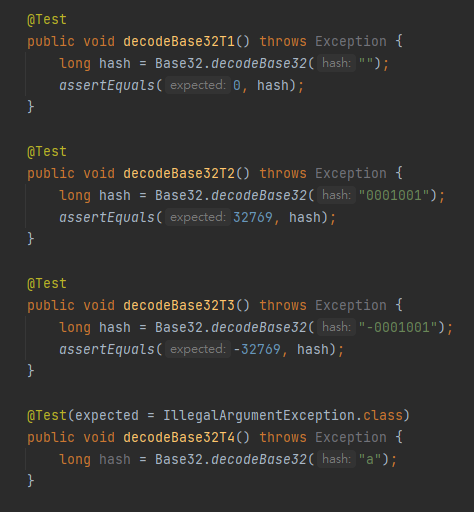 @Test
public void decodeBase32T1() throws Exception {
    long hash = Base32.decodeBase32( hash: "");
    assertEquals( expected: 0, hash);
}

@Test
public void decodeBase32T2() throws Exception {
    long hash = Base32.decodeBase32( hash: "0001001");
    assertEquals( expected: 32769, hash);
}

@Test
public void decodeBase32T3() throws Exception {
    long hash = Base32.decodeBase32( hash: "-0001001");
    assertEquals( expected: -32769, hash);
}

@Test(expected = IllegalArgumentException.class)
public void decodeBase32T4() throws Exception {
    long hash = Base32.decodeBase32( hash: "a");
}